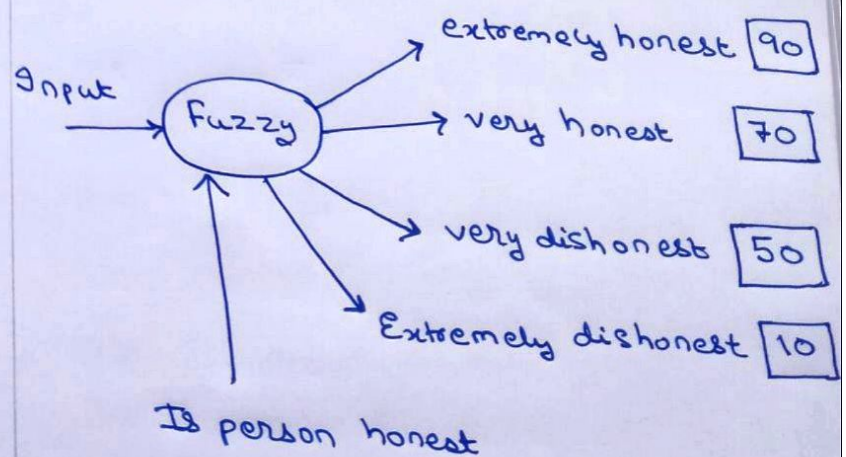 extremely honest 90
Input
Fuzzy
very honest 70
very dishonest 50
Extremely dishonest 10
Is person honest